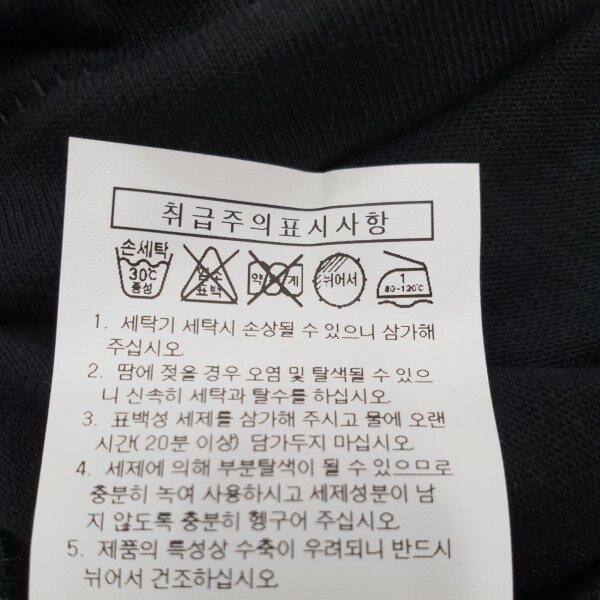 취급주의표시사항
손세탁
30℃
중성
염소
표백
약 계
뉘어서
1
80~120℃
1. 세탁기 세탁시 손상될 수 있으니 삼가해
주십시오.
2. 땀에 젖을 경우 오염 및 탈색될 수 있으
니 신속히 세탁과 탈수를 하십시오.
3. 표백성 세제를 삼가해 주시고 물에 오랜
시간(20분 이상) 담가두지 마십시오.
4. 세제에 의해 부분탈색이 될 수 있으므로
충분히 녹여 사용하시고 세제성분이 남
지 않도록 충분히 헹구어 주십시오.
5. 제품의 특성상 수축이 우려되니 반드시
뉘어서 건조하십시오.